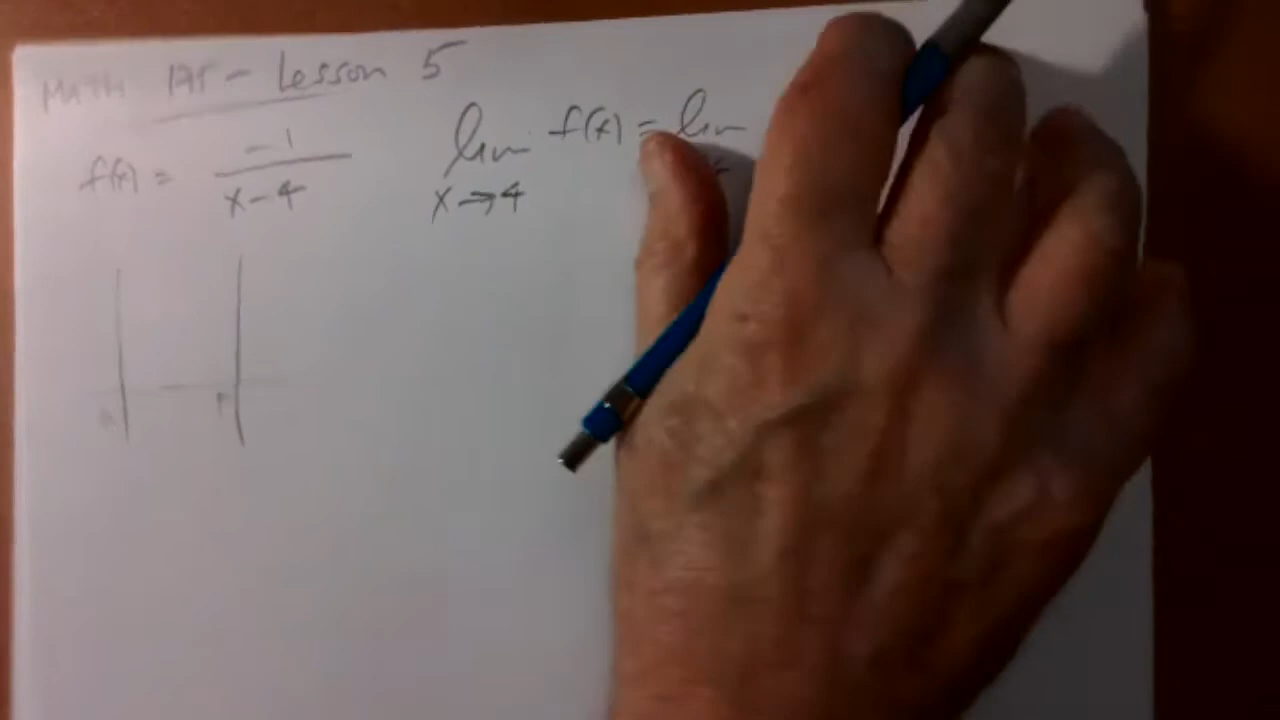 Math 175 - Lesson 5
f(x) = -1 / x-4 lim x→4 f(x) = lim